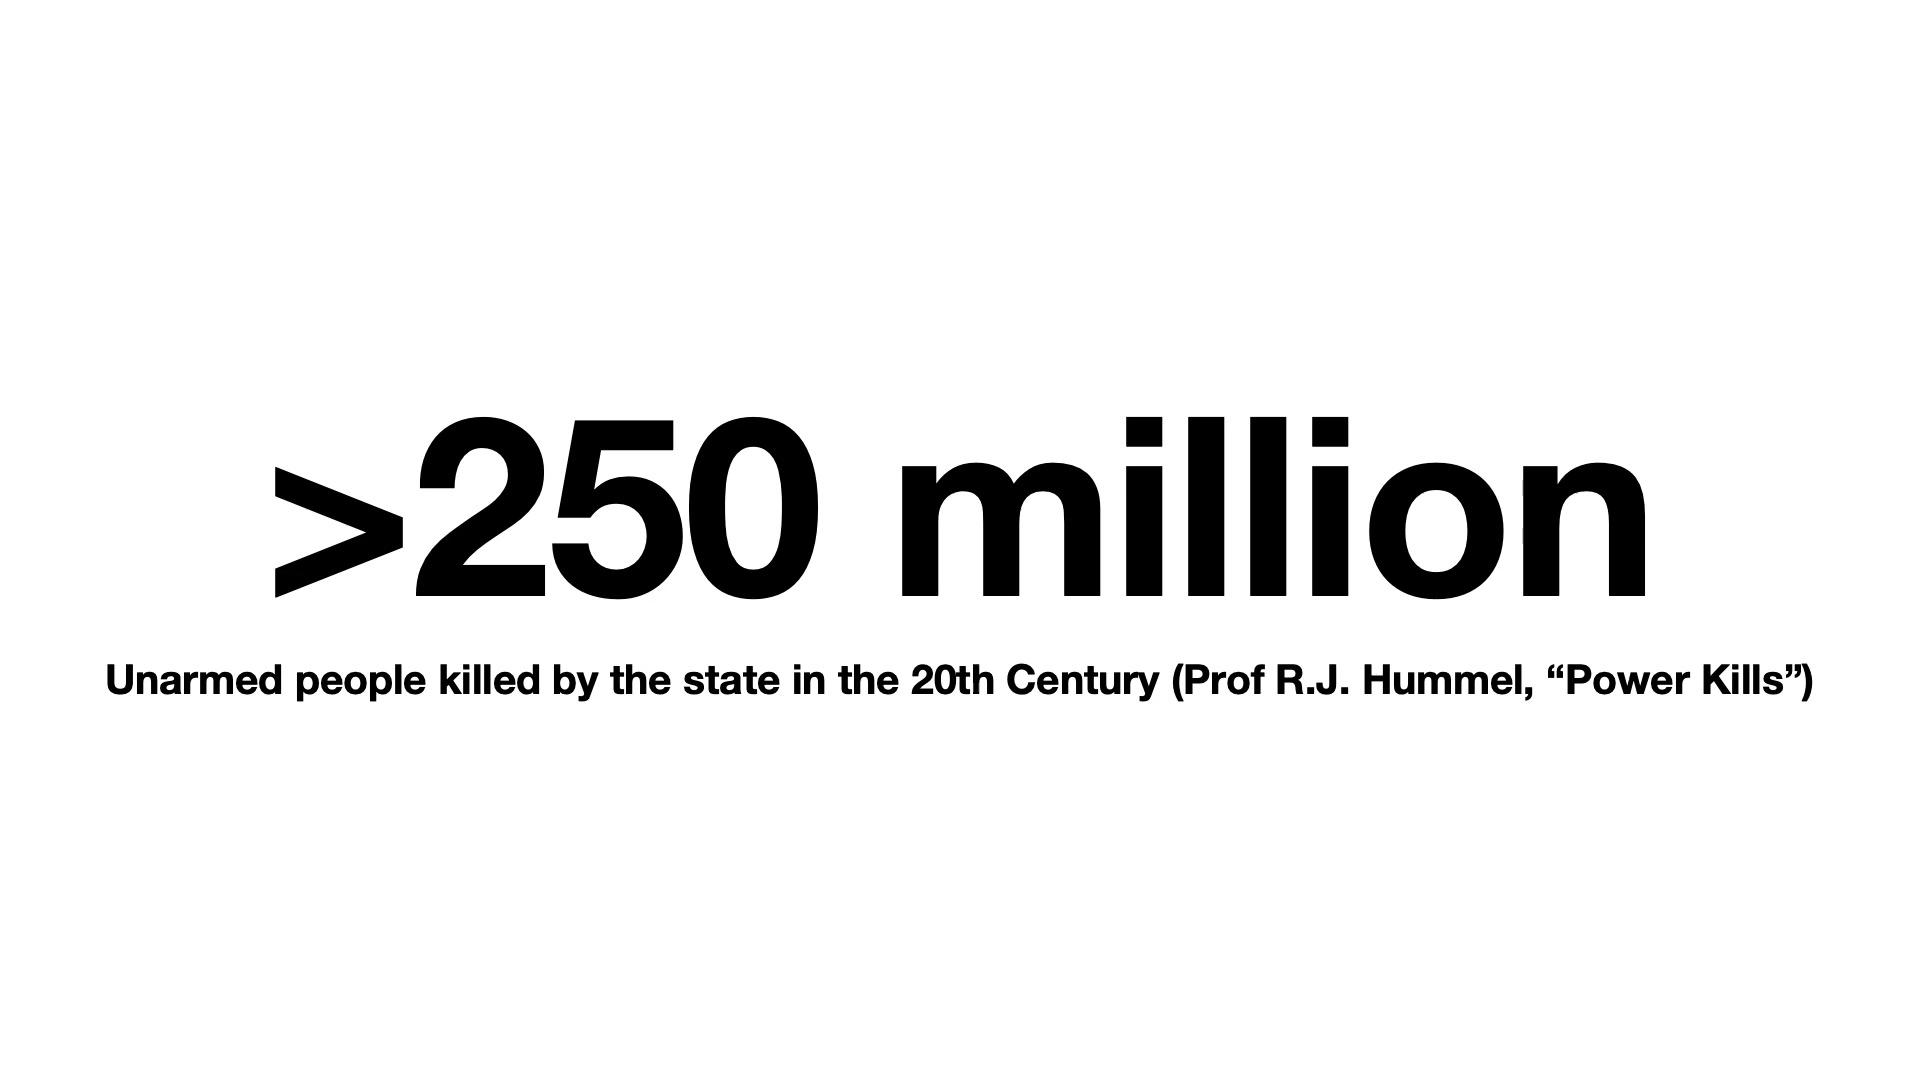 >250 million
Unarmed people killed by the state in the 20th Century (Prof R.J. Hummel, “Power Kills”)